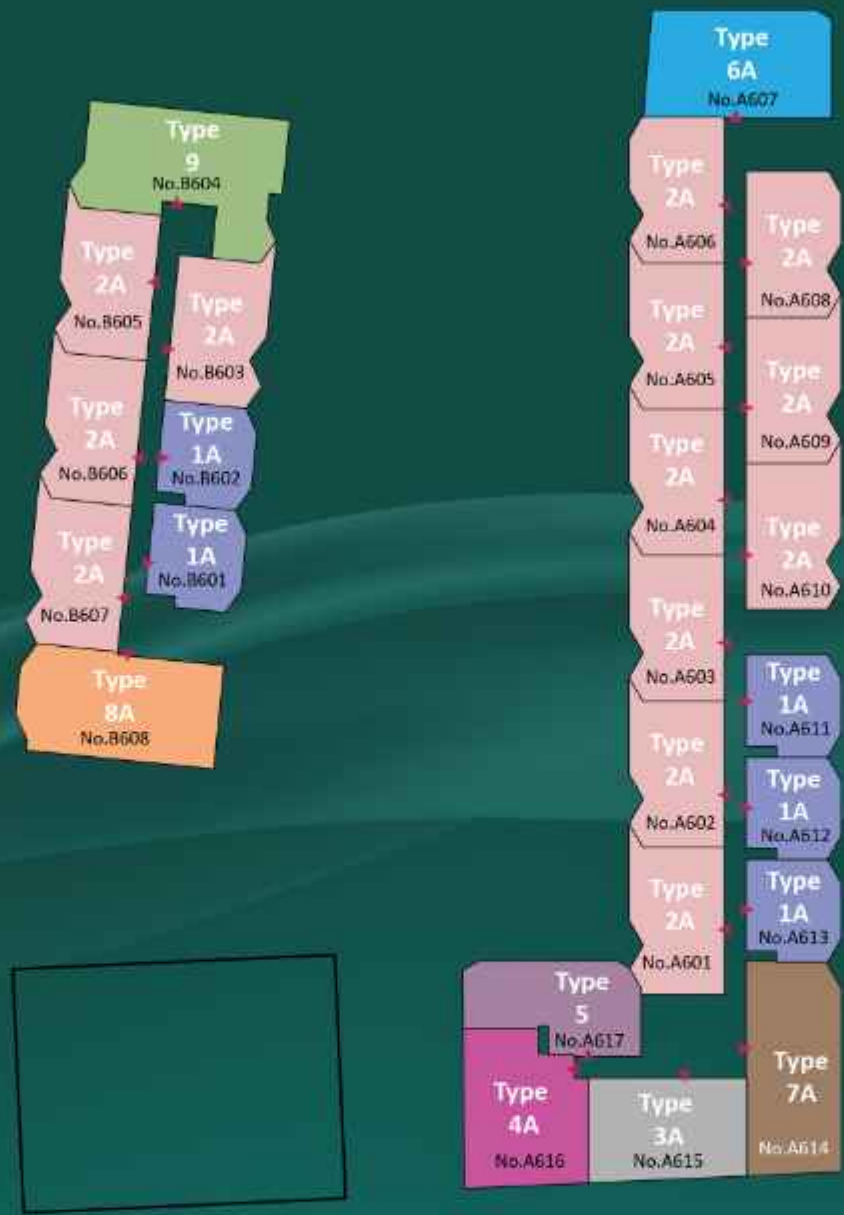 Type
6A
No.A607
Type
9
No.B604
Type
2A
No.A606
Type
2A
No.A608
Type
2A
No.B605
Type
2A
No.B603
Type
2A
No.A605
Type
2A
No.A609
Type
2A
No.B606
Type
1A
No.B602
Type
2A
No.A604
Type
2A
No.A610
Type
2A
No.B607
Type
1A
No.B601
Type
2A
No.A603
Type
1A
No.A611
Type
8A
No.B608
Type
2A
No.A602
Type
1A
No.A612
Type
2A
No.A601
Type
1A
No.A613
Type
5
No.A617
Type
7A
No.A614
Type
4A
No.A616
Type
3A
No.A615